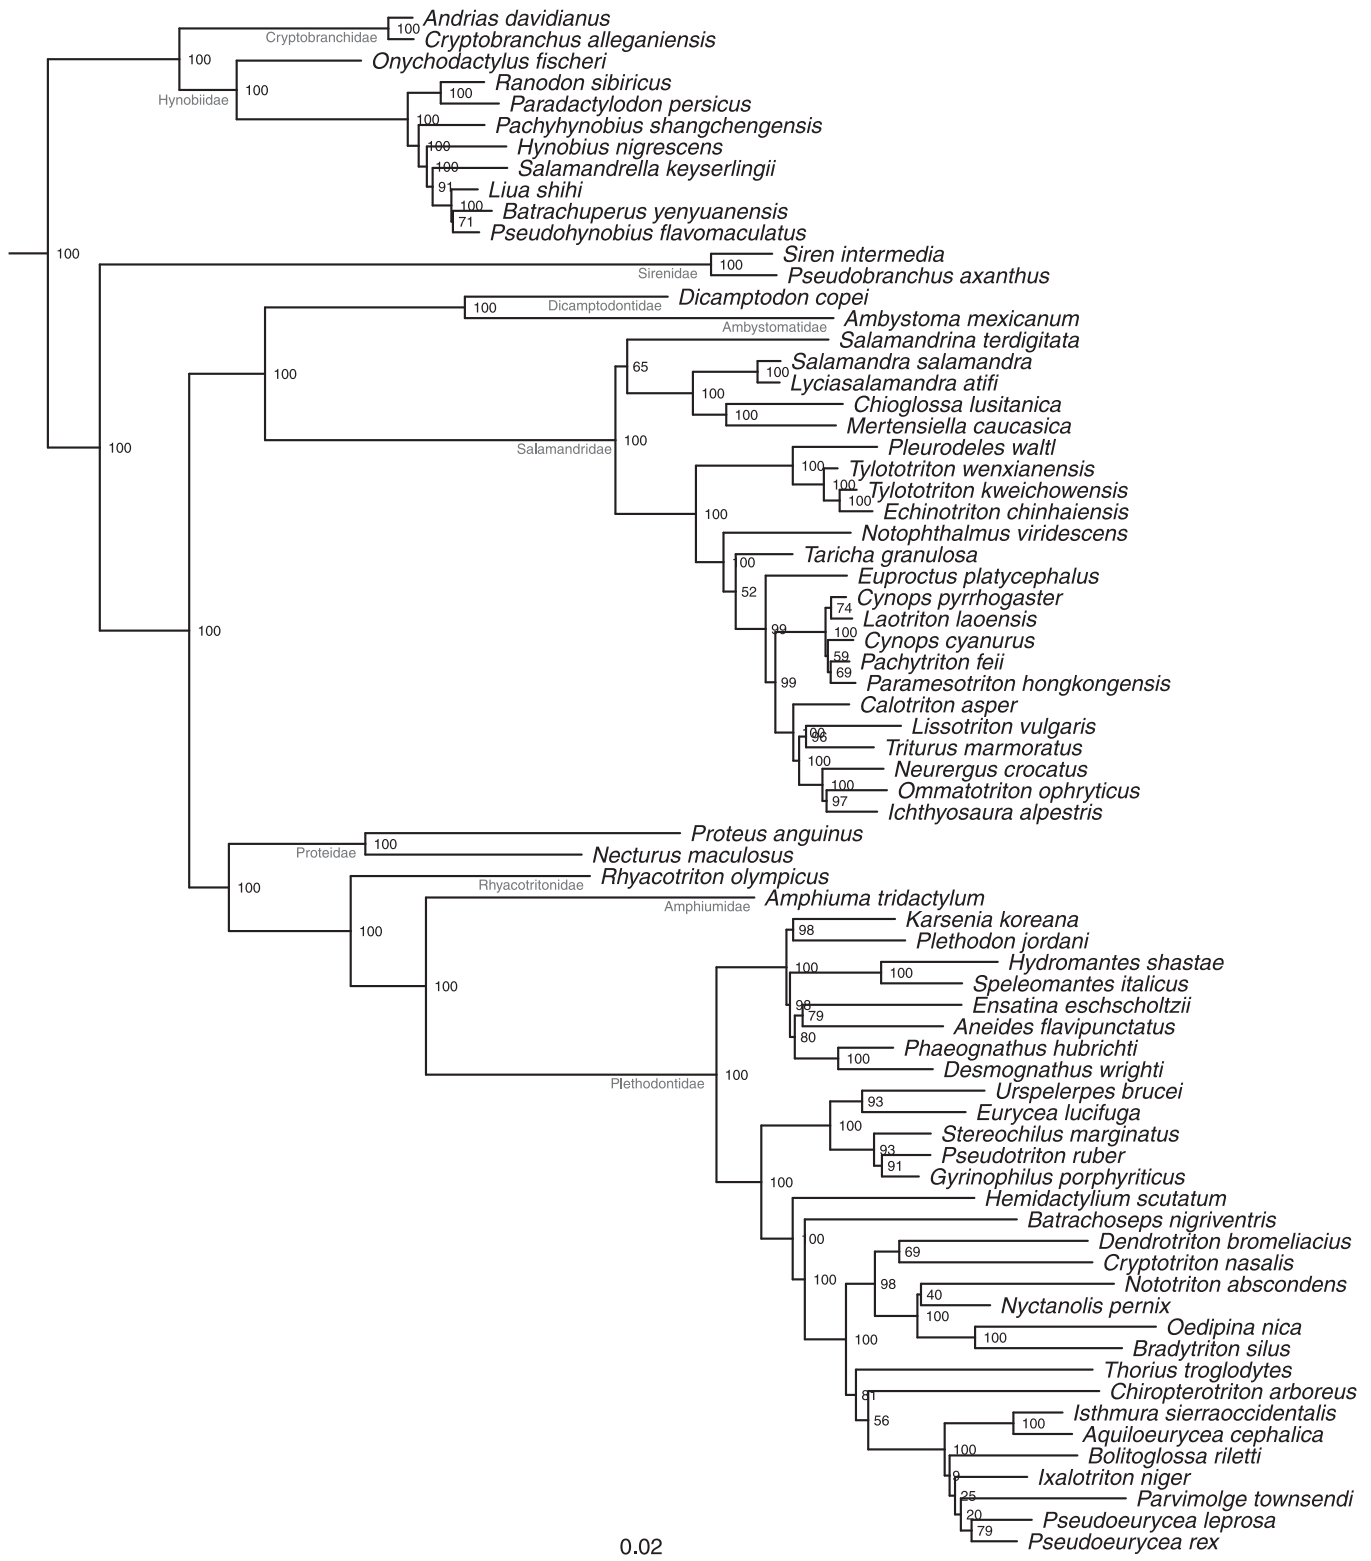 Andrias davidianus
100
Cryptobranchidae
Cryptobranchus alleganiensis
100
Onychodactylus fischeri
Ranodon sibiricus
Hynobiidae
100
100
Paradactylodon persicus
100
Pachyhynobius shangchengensis
100
Hynobius nigrescens
100
Salamandrella keyserlingii
91
Liua shihi
100
Batrachuperus yenyuanensis
71
Pseudohynobius flavomaculatus
100
Siren intermedia
100
Sirenidae
Pseudobranchus axanthus
Dicamptodon copei
100
Dicamptodontidae
Ambystoma mexicanum
Ambystomatidae
Salamandrina terdigitata
65
Salamandra salamandra
100
100
Lyciasalamandra atifi
100
Chioglossa lusitanica
100
Mertensiella caucasica
100
Salamandridae
Pleurodeles waltl
100
Tylototriton wenxianensis
100
Tylototriton kweichowensis
100
Echinotriton chinhaiensis
100
Notophthalmus viridescens
100
Taricha granulosa
Euproctus platycephalus
52
Cynops pyrrhogaster
74
Laotriton laoensis
99
100
Cynops cyanurus
59
Pachytriton feii
69
Paramesotriton hongkongensis
99
Calotriton asper
Lissotriton vulgaris
100
96
Triturus marmoratus
100
Neurergus crocatus
100
Ommatotriton ophryticus
97
Ichthyosaura alpestris
100
100
Proteus anguinus
100
Proteidae
Necturus maculosus
Rhyacotriton olympicus
Rhyacotritonidae
100
Amphiuma tridactylum
Amphiumidae
100
100
Karsenia koreana
98
Plethodon jordani
100
Hydromantes shastae
100
Speleomantes italicus
98
Ensatina eschscholtzii
79
Aneides flavipunctatus
80
Phaeognathus hubrichti
100
Desmognathus wrighti
Plethodontidae
100
Urspelerpes brucei
93
Eurycea lucifuga
100
Stereochilus marginatus
93
Pseudotriton ruber
91
Gyrinophilus porphyriticus
100
Hemidactylium scutatum
Batrachoseps nigriventris
100
Dendrotriton bromeliacius
69
Cryptotriton nasalis
100
98
Nototriton abscondens
40
Nyctanolis pernix
100
Oedipina nica
100
Bradytriton silus
100
Thorius troglodytes
81
Chiropterotriton arboreus
56
Isthmura sierraoccidentalis
100
Aquiloeurycea cephalica
100
Bolitoglossa riletti
9
Ixalotriton niger
25
Parvimolge townsendi
20
Pseudoeurycea leprosa
79
Pseudoeurycea rex
0.02